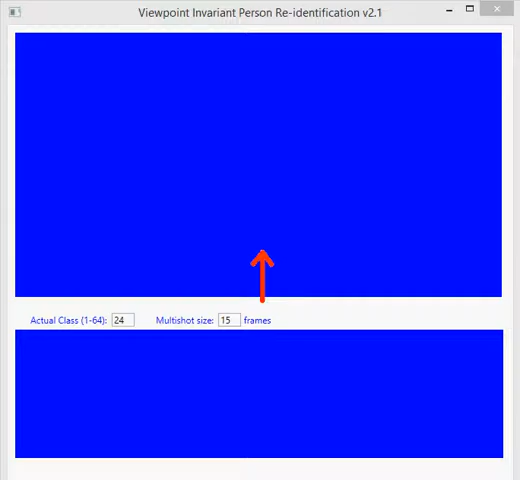 Viewpoint Invariant Person Re-identification v2.1
Actual Class (1-64): 24 Multishot size: 15 frames